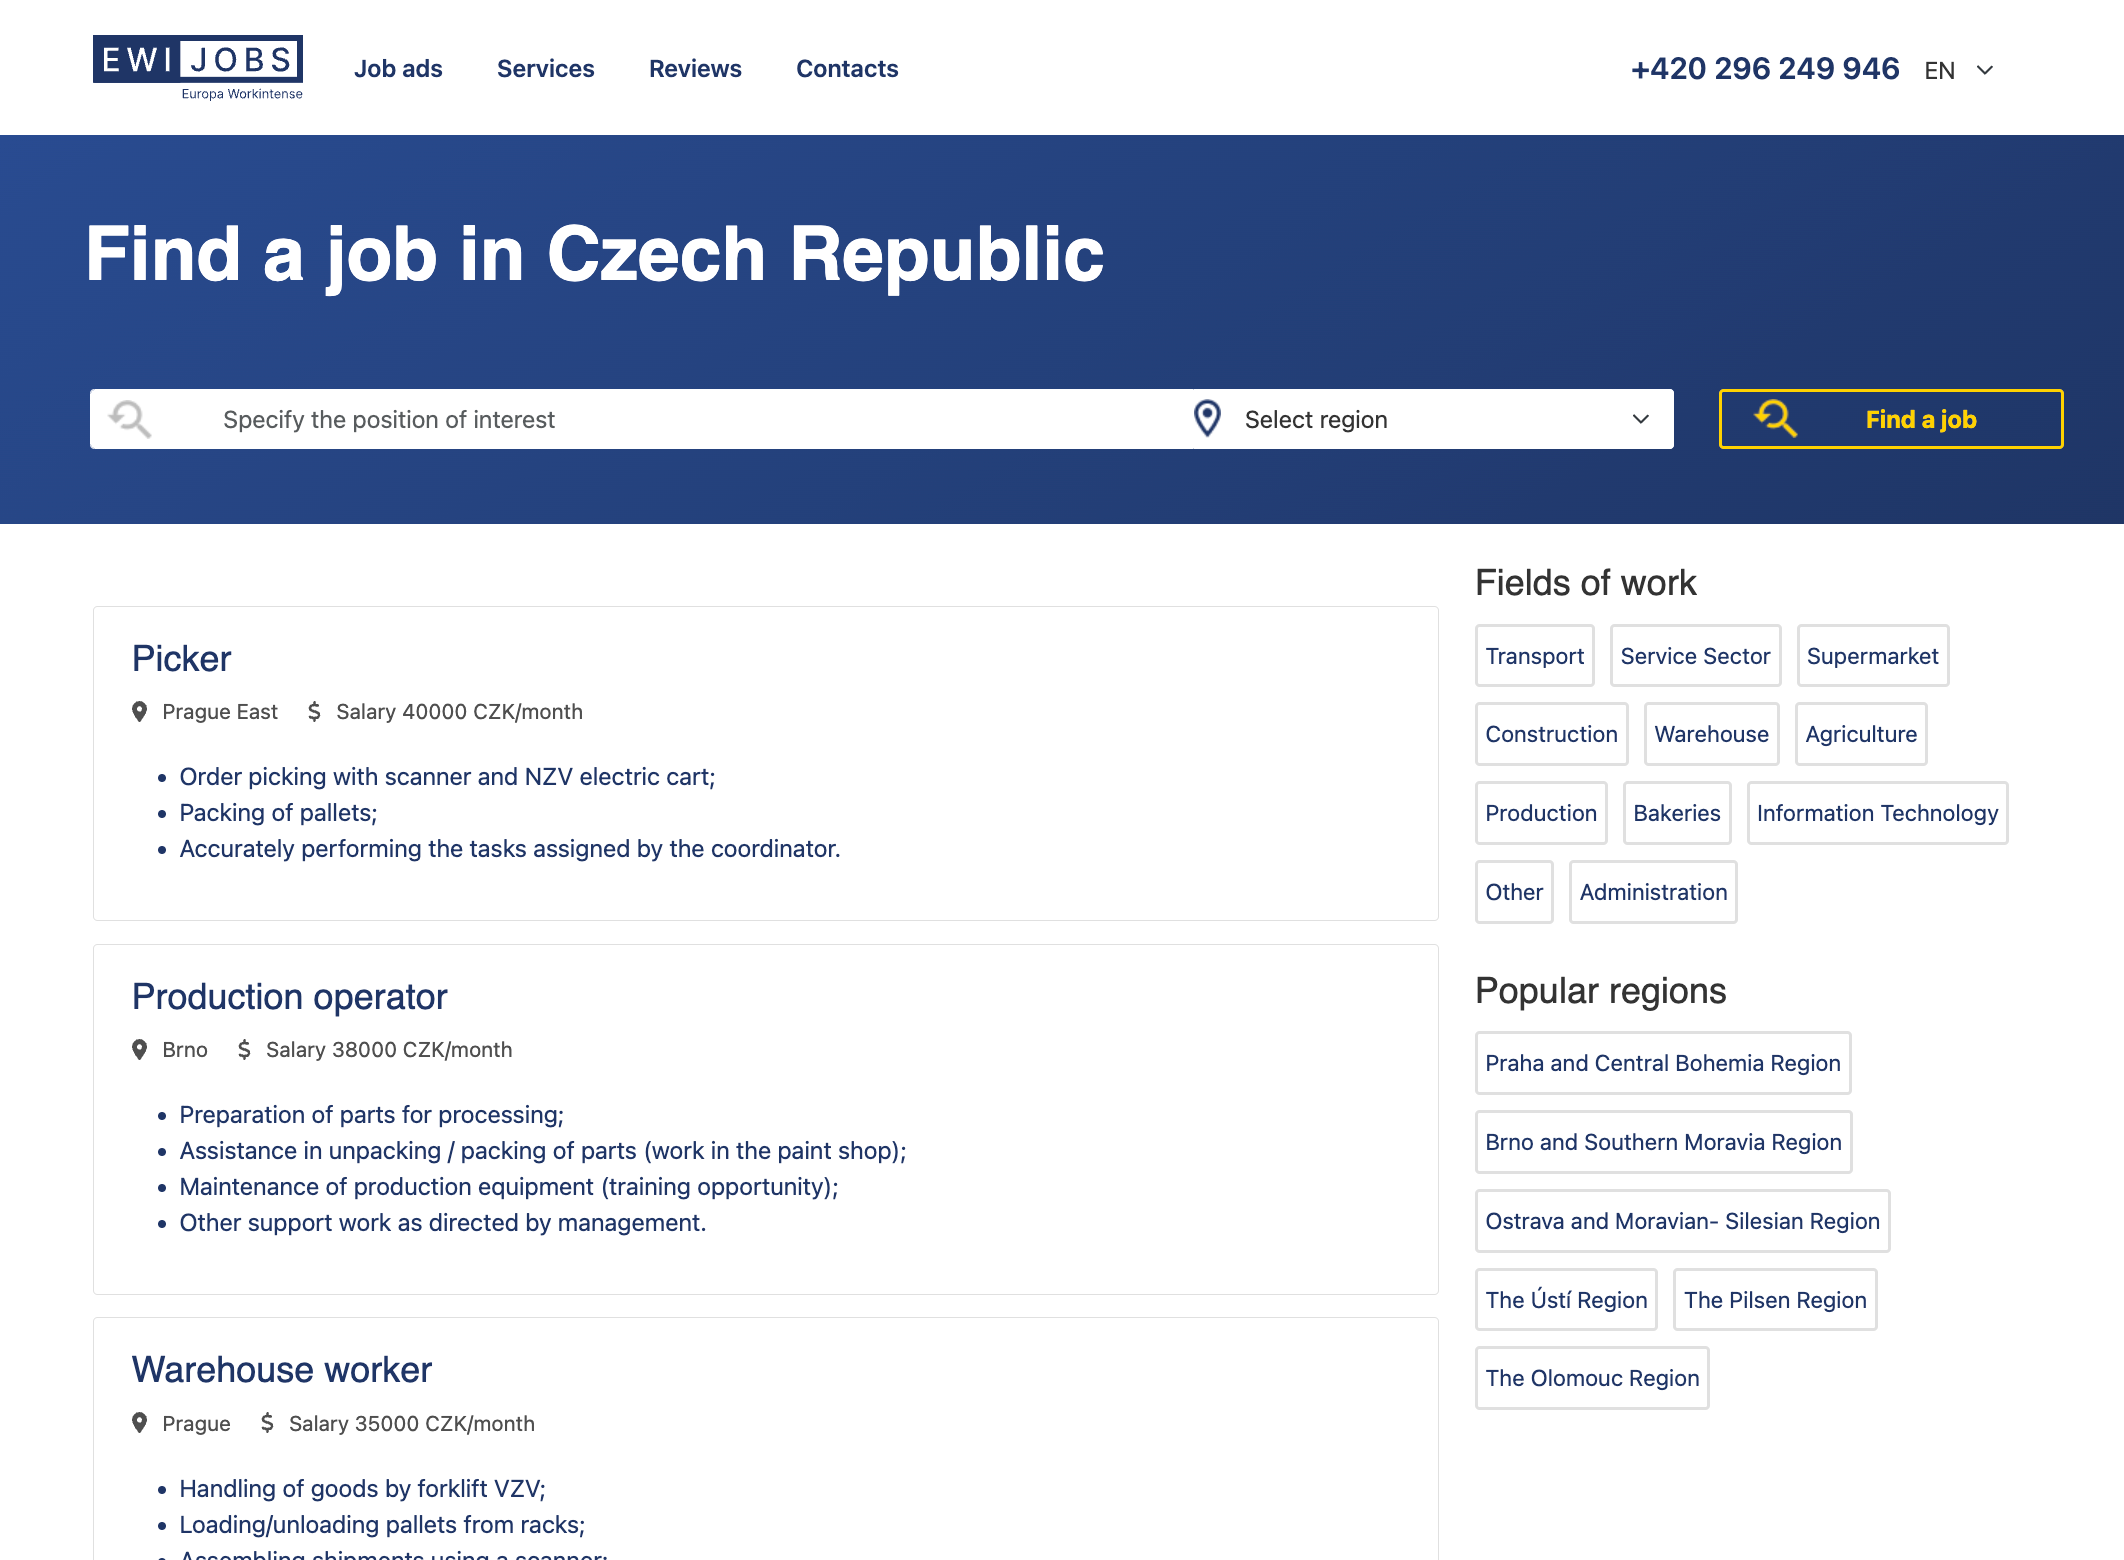 EWI JOBS
Europa Workintense
Job ads
Services
Reviews
Contacts
+420 296 249 946
EN
Find a job in Czech Republic
Specify the position of interest
Select region
Find a job
Picker
Prague East $ Salary 40000 CZK/month
• Order picking with scanner and NZV electric cart;
• Packing of pallets;
• Accurately performing the tasks assigned by the coordinator.
Production operator
Brno $ Salary 38000 CZK/month
• Preparation of parts for processing;
• Assistance in unpacking / packing of parts (work in the paint shop);
• Maintenance of production equipment (training opportunity);
• Other support work as directed by management.
Warehouse worker
Prague $ Salary 35000 CZK/month
• Handling of goods by forklift VZV;
• Loading/unloading pallets from racks;
• Assembling shipments using a scanner;
Fields of work
Transport
Service Sector
Supermarket
Construction
Warehouse
Agriculture
Production
Bakeries
Information Technology
Other
Administration
Popular regions
Praha and Central Bohemia Region
Brno and Southern Moravia Region
Ostrava and Moravian- Silesian Region
The Ústí Region
The Pilsen Region
The Olomouc Region